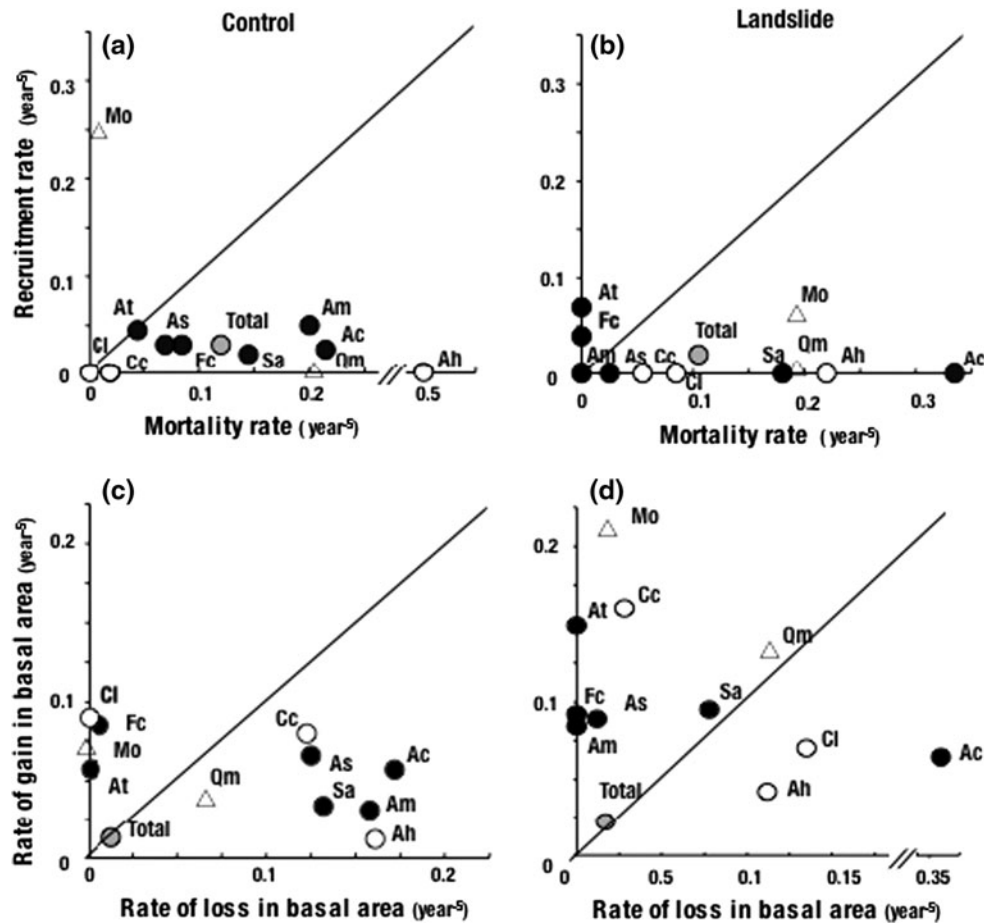 Control
Landslide
(a)
(b)
Recruitment rate (year-5)
0.3
0.2
0.1
0
Mo
At
As
Total
Am
Ac
Cl
Cc
Fc
Sa
Qm
Ah
0
0.1
0.2
0.5
Mortality rate (year-5)
0.3
0.2
0.1
0
At
Fc
Mo
Total
Qm
Am
As
Cc
Cl
Sa
Ah
Ac
0
0.1
0.2
0.3
Mortality rate (year-5)
(c)
(d)
Rate of gain in basal area (year-5)
0.2
0.1
0
Cl
Fc
Mo
At
Total
Qm
Cc
As
Ac
Sa
Am
Ah
0
0.1
0.2
Rate of loss in basal area (year-5)
0.2
0.1
0
Mo
Cc
At
Qm
Fc
As
Sa
Am
Cl
Ah
Ac
Total
0
0.05
0.1
0.15
0.35
Rate of loss in basal area (year-5)